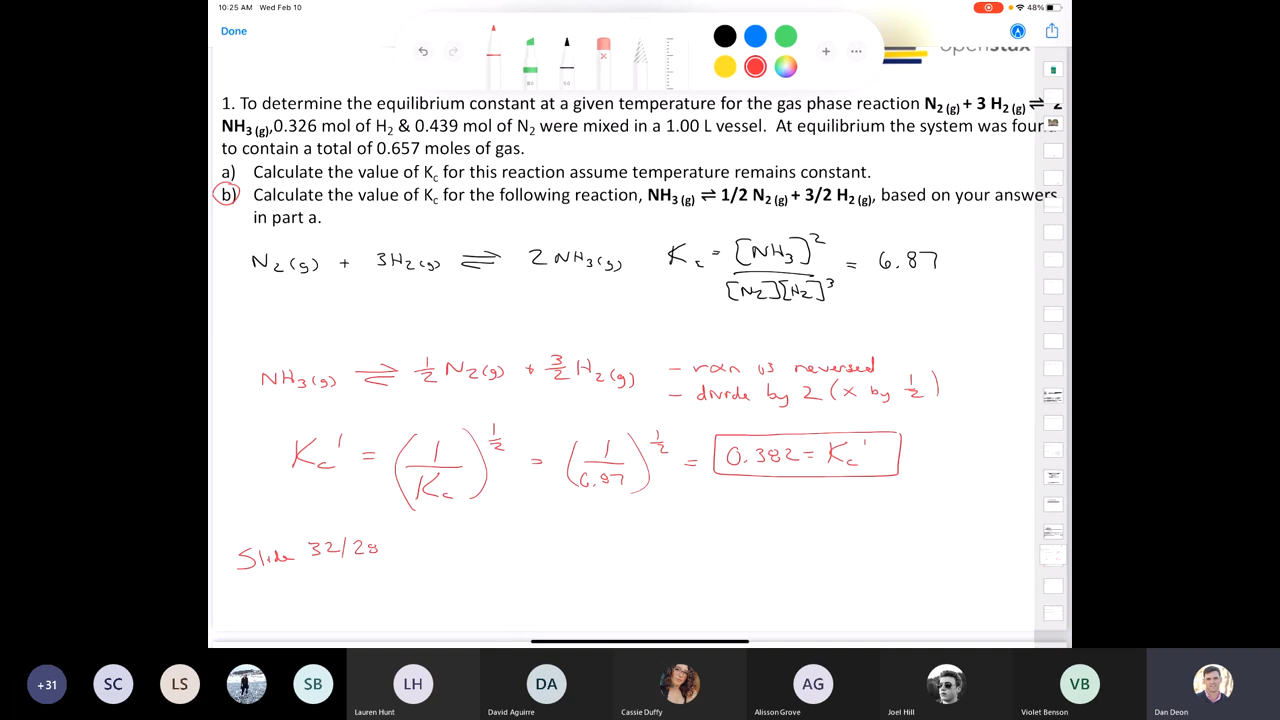 10:25 AM Wed Feb 10
48%
Done
openstax
1. To determine the equilibrium constant at a given temperature for the gas phase reaction N2 (g) + 3 H2 (g) ⇌ 2
NH3 (g),0.326 mol of H2 & 0.439 mol of N2 were mixed in a 1.00 L vessel. At equilibrium the system was foun
to contain a total of 0.657 moles of gas.
a) Calculate the value of Kc for this reaction assume temperature remains constant.
b) Calculate the value of Kc for the following reaction, NH3 (g) ⇌ 1/2 N2 (g) + 3/2 H2 (g), based on your answers
in part a.
N2(g) + 3H2(g) ⇌ 2 NH3(g) Kc = [NH3]^2 / [N2][H2]^3 = 6.87
NH3(g) ⇌ 1/2 N2(g) + 3/2 H2(g) - rxn is reversed
- divide by 2 (x by 1/2)
Kc' = (1/Kc)^1/2 = (1/6.87)^1/2 = 0.382 = Kc'
Slide 32/28
+31 SC LS SB LH DA AG VB
Lauren Hunt David Aguirre Cassie Duffy Alisson Grove Joel Hill Violet Benson Dan Deon